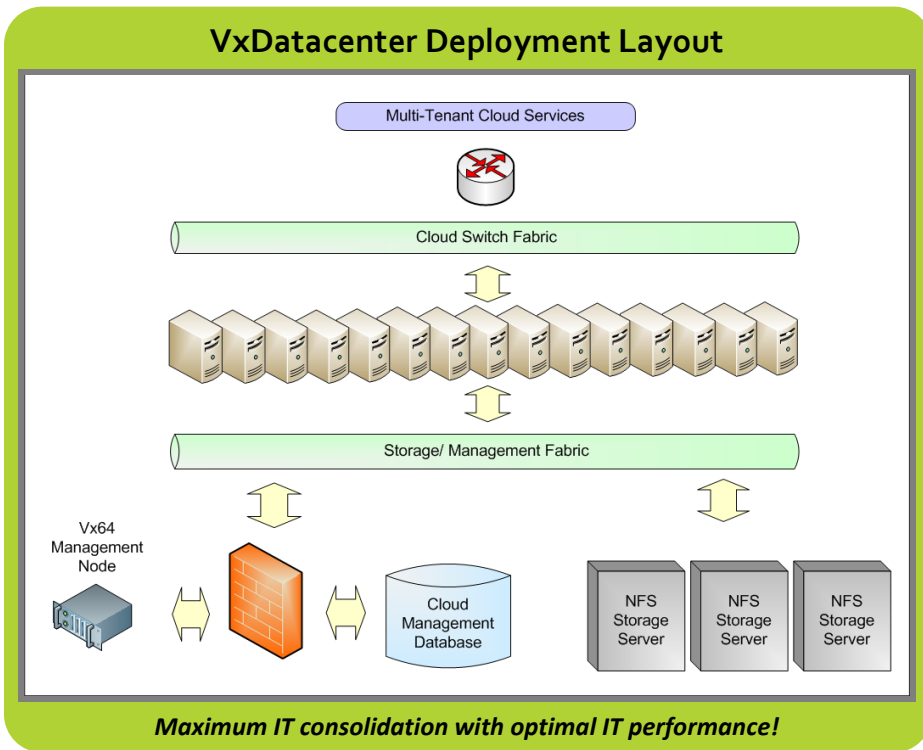 VxDatacenter Deployment Layout
Multi-Tenant Cloud Services
Cloud Switch Fabric
Storage/ Management Fabric
Vx64
Management
Node
Cloud
Management
Database
NFS
Storage
Server
NFS
Storage
Server
NFS
Storage
Server
Maximum IT consolidation with optimal IT performance!